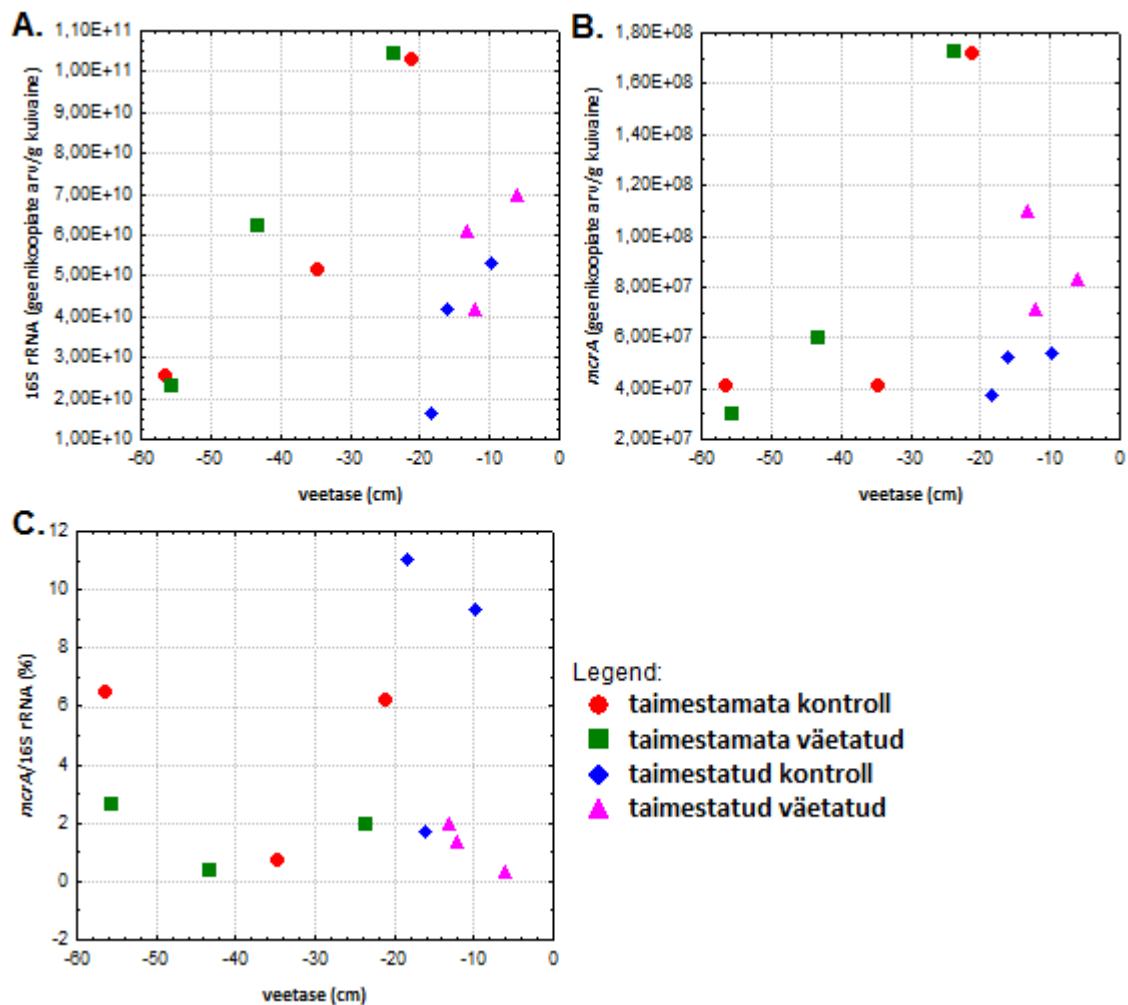 A.
16S rRNA (geenikoopiate arv/g kuivaine)
1,10E+11
1,00E+11
9,00E+10
8,00E+10
7,00E+10
6,00E+10
5,00E+10
4,00E+10
3,00E+10
2,00E+10
1,00E+10
-60 -50 -40 -30 -20 -10 0
veetase (cm)
B.
mcrA (geenikoopiate arv/g kuivaine)
1,80E+08
1,60E+08
1,40E+08
1,20E+08
1,00E+08
8,00E+07
6,00E+07
4,00E+07
2,00E+07
-60 -50 -40 -30 -20 -10 0
veetase (cm)
C.
mcrA/16S rRNA (%)
12
10
8
6
4
2
0
-2
-60 -50 -40 -30 -20 -10 0
veetase (cm)
Legend:
taimestamata kontroll
taimestamata väetatud
taimestatud kontroll
taimestatud väetatud